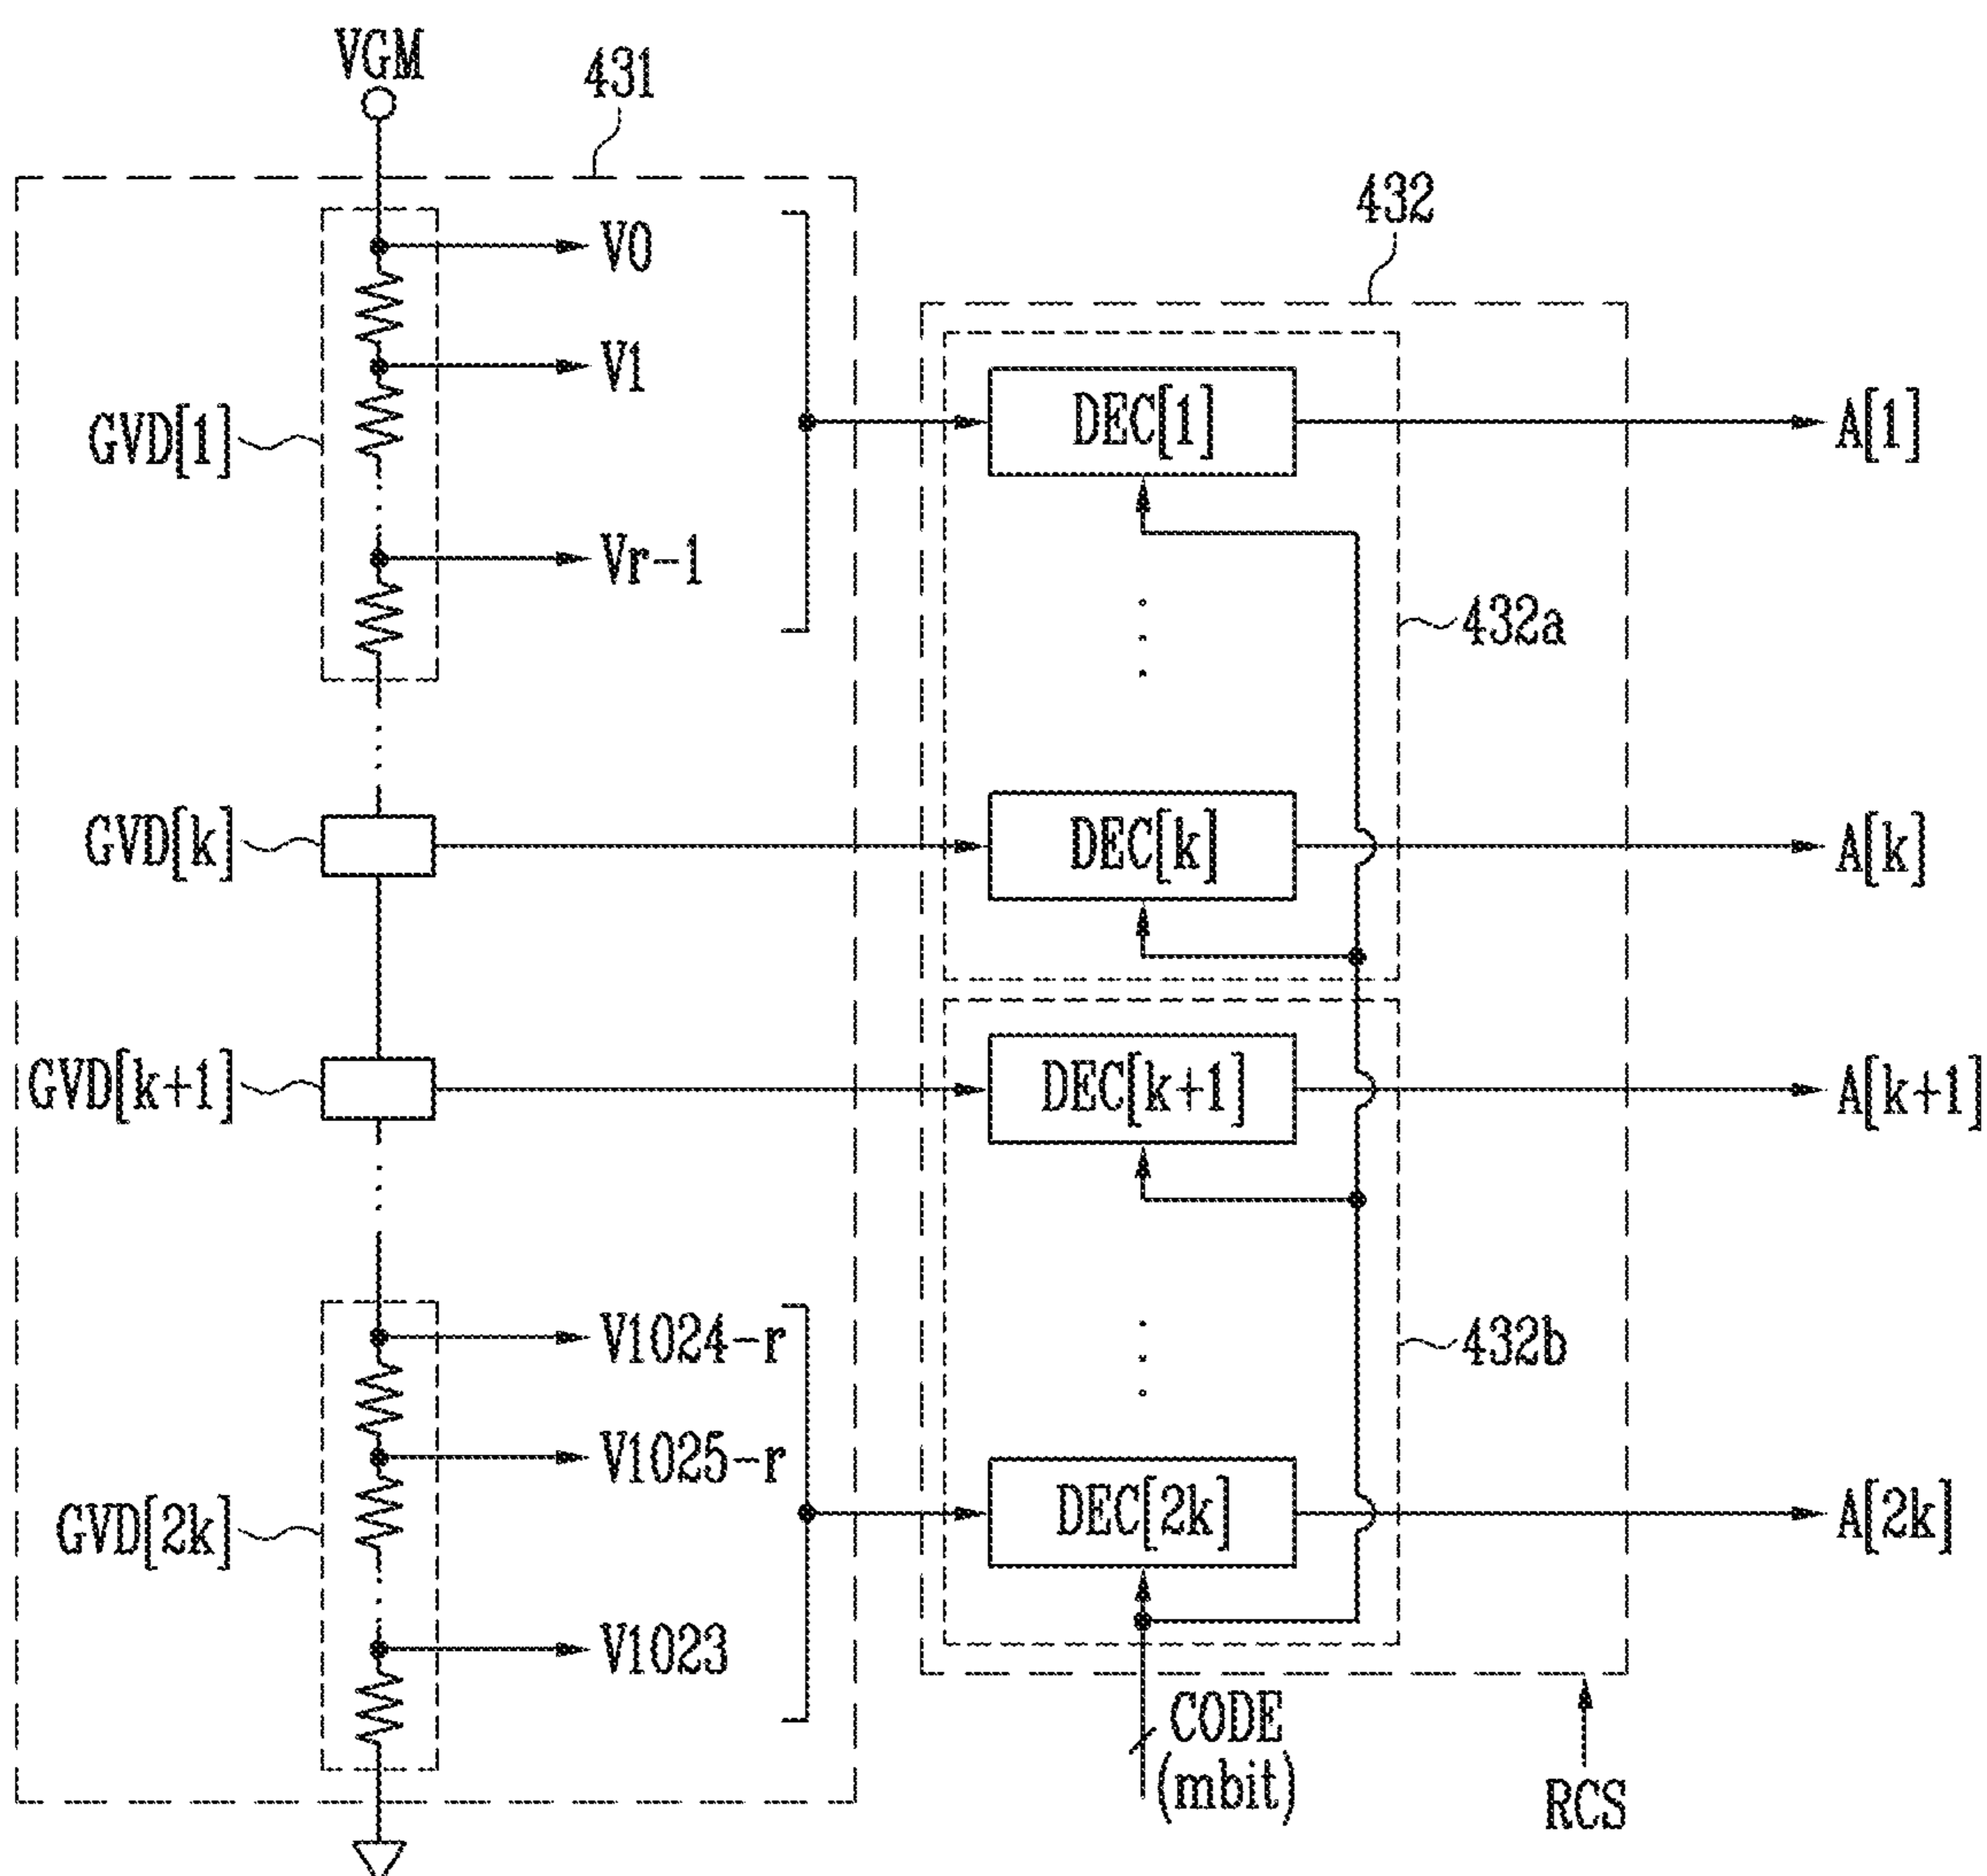 VGM
431
432
V0
V1
GVD[1]
DEC[1]
A[1]
Vr-1
432a
GVD[k]
DEC[k]
A[k]
GVD[k+1]
DEC[k+1]
A[k+1]
V1024-r
432b
V1025-r
GVD[2k]
DEC[2k]
A[2k]
V1023
CODE
(mbit)
RCS